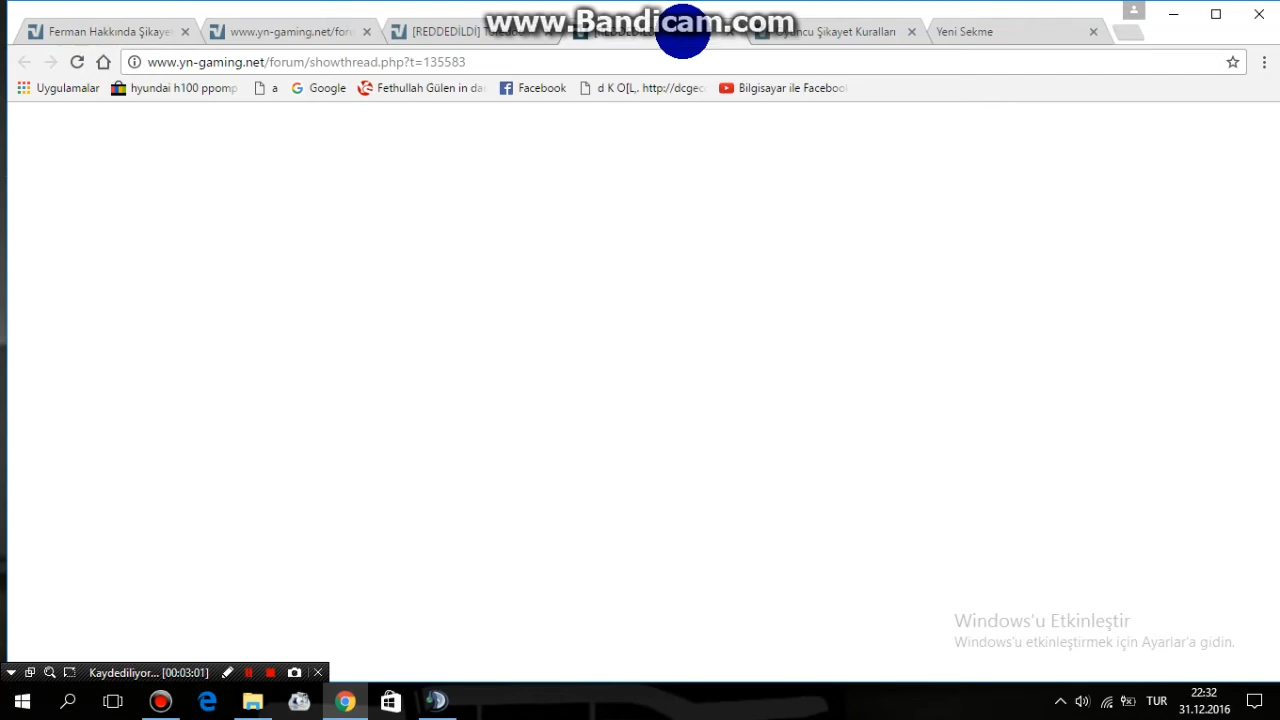 www.Bandicam.com
Ferman Hakkında Şikaye
www.yn-gaming.net/for
[REDDEDİLDİ]
Şikayet Kuralları
Yeni Sekme
www.yn-gaming.net/forum/showthread.php?t=135583
Uygulamalar
hyundai h100 ppomp
a
Google
Fethullah Gülen in da
Facebook
d K O[L,. http://dcgec
Bilgisayar ile Faceboo
Windows'u Etkinleştir
Windows'u etkinleştirmek için Ayarlar'a gidin.
Kaydediliyor... [00:03:01]
TUR
22:32
31.12.2016